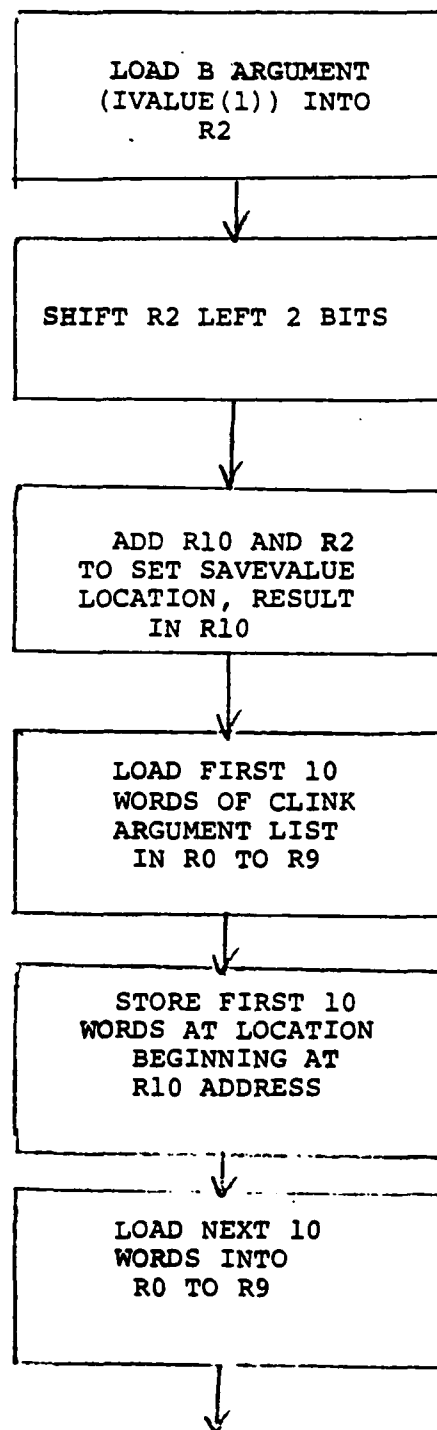 LOAD B ARGUMENT
(IVALUE(1)) INTO
R2
SHIFT R2 LEFT 2 BITS
ADD R10 AND R2
TO SET SAVEVALUE
LOCATION, RESULT
IN R10
LOAD FIRST 10
WORDS OF CLINK
ARGUMENT LIST
IN R0 TO R9
STORE FIRST 10
WORDS AT LOCATION
BEGINNING AT
R10 ADDRESS
LOAD NEXT 10
WORDS INTO
R0 TO R9